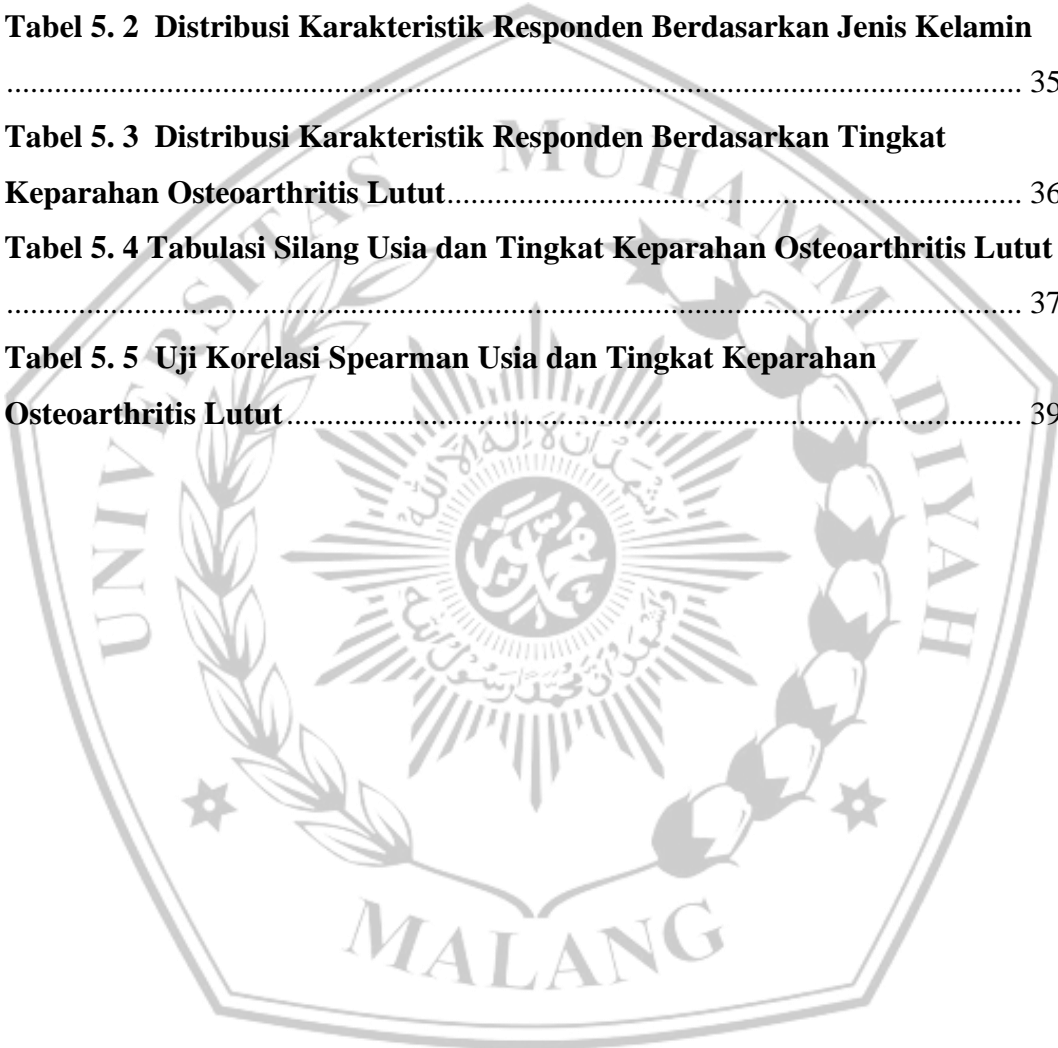 Tabel 5. 2  Distribusi Karakteristik Responden Berdasarkan Jenis Kelamin
................................................................................................................................ 35
Tabel 5. 3  Distribusi Karakteristik Responden Berdasarkan Tingkat
Keparahan Osteoarthritis Lutut........................................................................ 36
Tabel 5. 4 Tabulasi Silang Usia dan Tingkat Keparahan Osteoarthritis Lutut
................................................................................................................................ 37
Tabel 5. 5  Uji Korelasi Spearman Usia dan Tingkat Keparahan
Osteoarthritis Lutut............................................................................................ 39
UNIVERSITAS MUHAMMADIYAH
MALANG